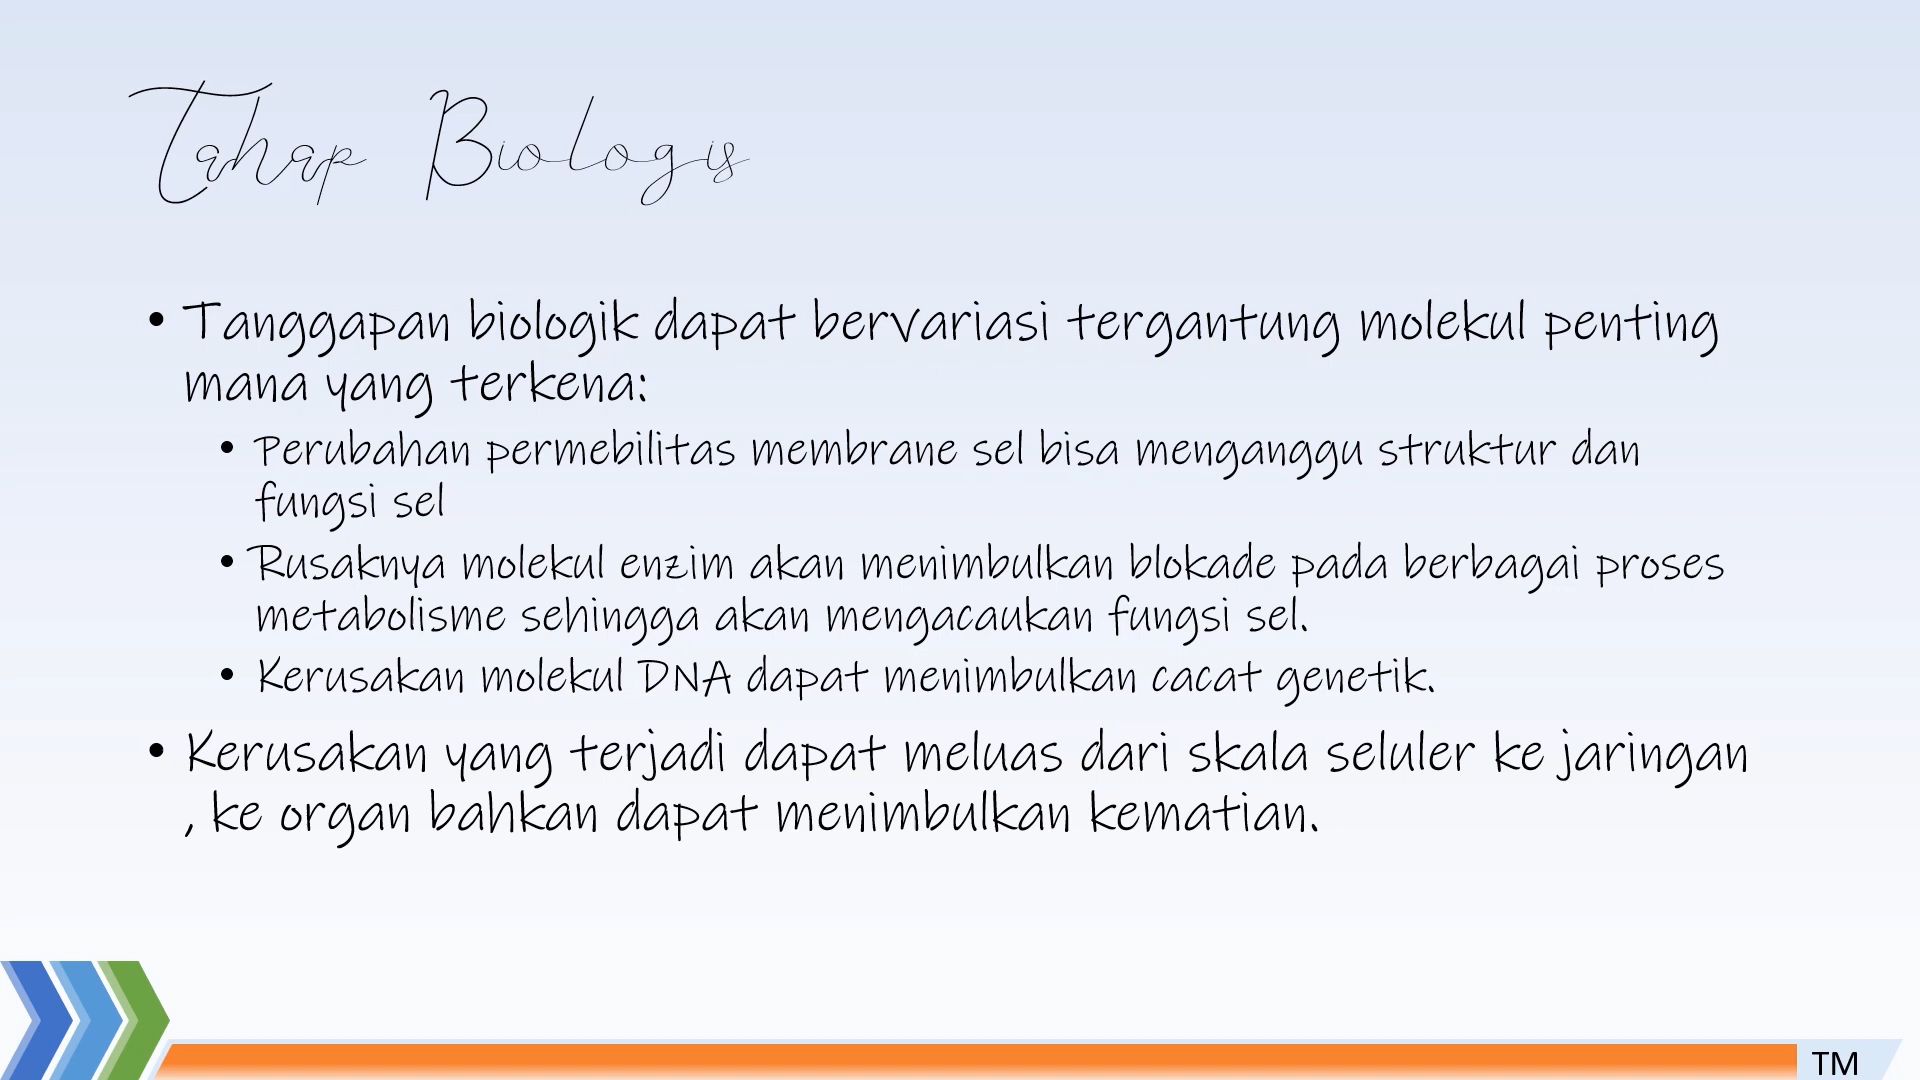 Tahap Biologis
• Tanggapan biologik dapat bervariasi tergantung molekul penting
mana yang terkena:
• Perubahan permebilitas membrane sel bisa menganggu struktur dan
fungsi sel
• Rusaknya molekul enzim akan menimbulkan blokade pada berbagai proses
metabolisme sehingga akan mengacaukan fungsi sel.
• Kerusakan molekul DNA dapat menimbulkan cacat genetik.
• Kerusakan yang terjadi dapat meluas dari skala seluler ke jaringan
, ke organ bahkan dapat menimbulkan kematian.
TM